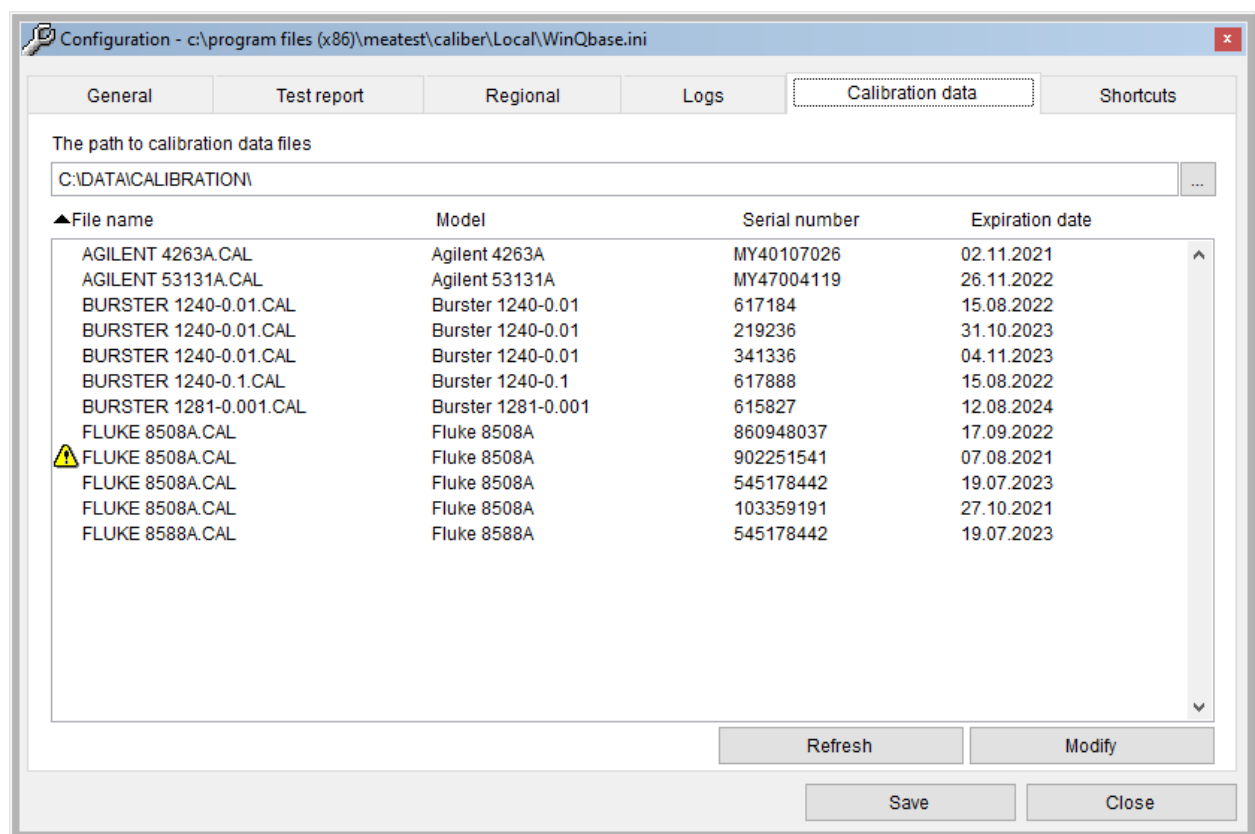 Configuration - c:\program files (x86)\meatest\caliber\Local\WinQbase.ini
General Test report Regional Logs Calibration data Shortcuts
The path to calibration data files
C:\DATA\CALIBRATION\ ...
File name Model Serial number Expiration date
AGILENT 4263A.CAL Agilent 4263A MY40107026 02.11.2021
AGILENT 53131A.CAL Agilent 53131A MY47004119 26.11.2022
BURSTER 1240-0.01.CAL Burster 1240-0.01 617184 15.08.2022
BURSTER 1240-0.01.CAL Burster 1240-0.01 219236 31.10.2023
BURSTER 1240-0.01.CAL Burster 1240-0.01 341336 04.11.2023
BURSTER 1240-0.1.CAL Burster 1240-0.1 617888 15.08.2022
BURSTER 1281-0.001.CAL Burster 1281-0.001 615827 12.08.2024
FLUKE 8508A.CAL Fluke 8508A 860948037 17.09.2022
FLUKE 8508A.CAL Fluke 8508A 902251541 07.08.2021
FLUKE 8508A.CAL Fluke 8508A 545178442 19.07.2023
FLUKE 8508A.CAL Fluke 8508A 103359191 27.10.2021
FLUKE 8588A.CAL Fluke 8588A 545178442 19.07.2023
Refresh Modify
Save Close